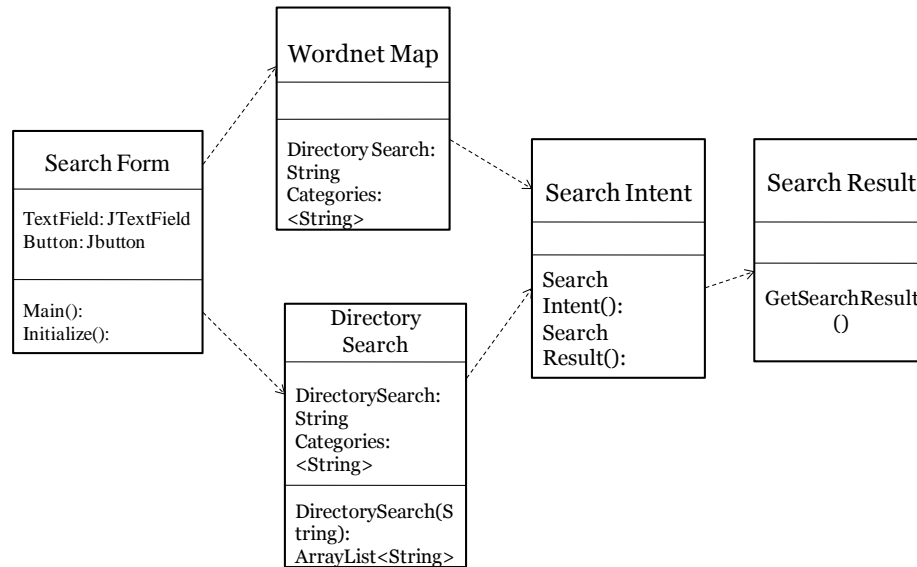 Search Form
TextField: JTextField
Button: Jbutton
Main():
Initialize():
Wordnet Map
Directory Search:
String
Categories:
<String>
Directory
Search
DirectorySearch:
String
Categories:
<String>
DirectorySearch(S
tring):
ArrayList<String>
Search Intent
Search
Intent():
Search
Result():
Search Result
GetSearchResult
()